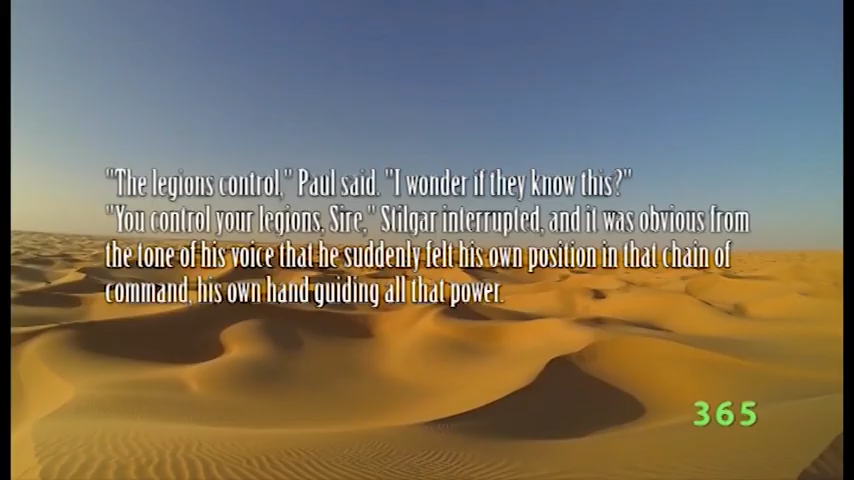 "The legions control," Paul said. "I wonder if they know this?"
"You control your legions, Sire," Stilgar interrupted, and it was obvious from
the tone of his voice that he suddenly felt his own position in that chain of
command, his own hand guiding all that power.
365